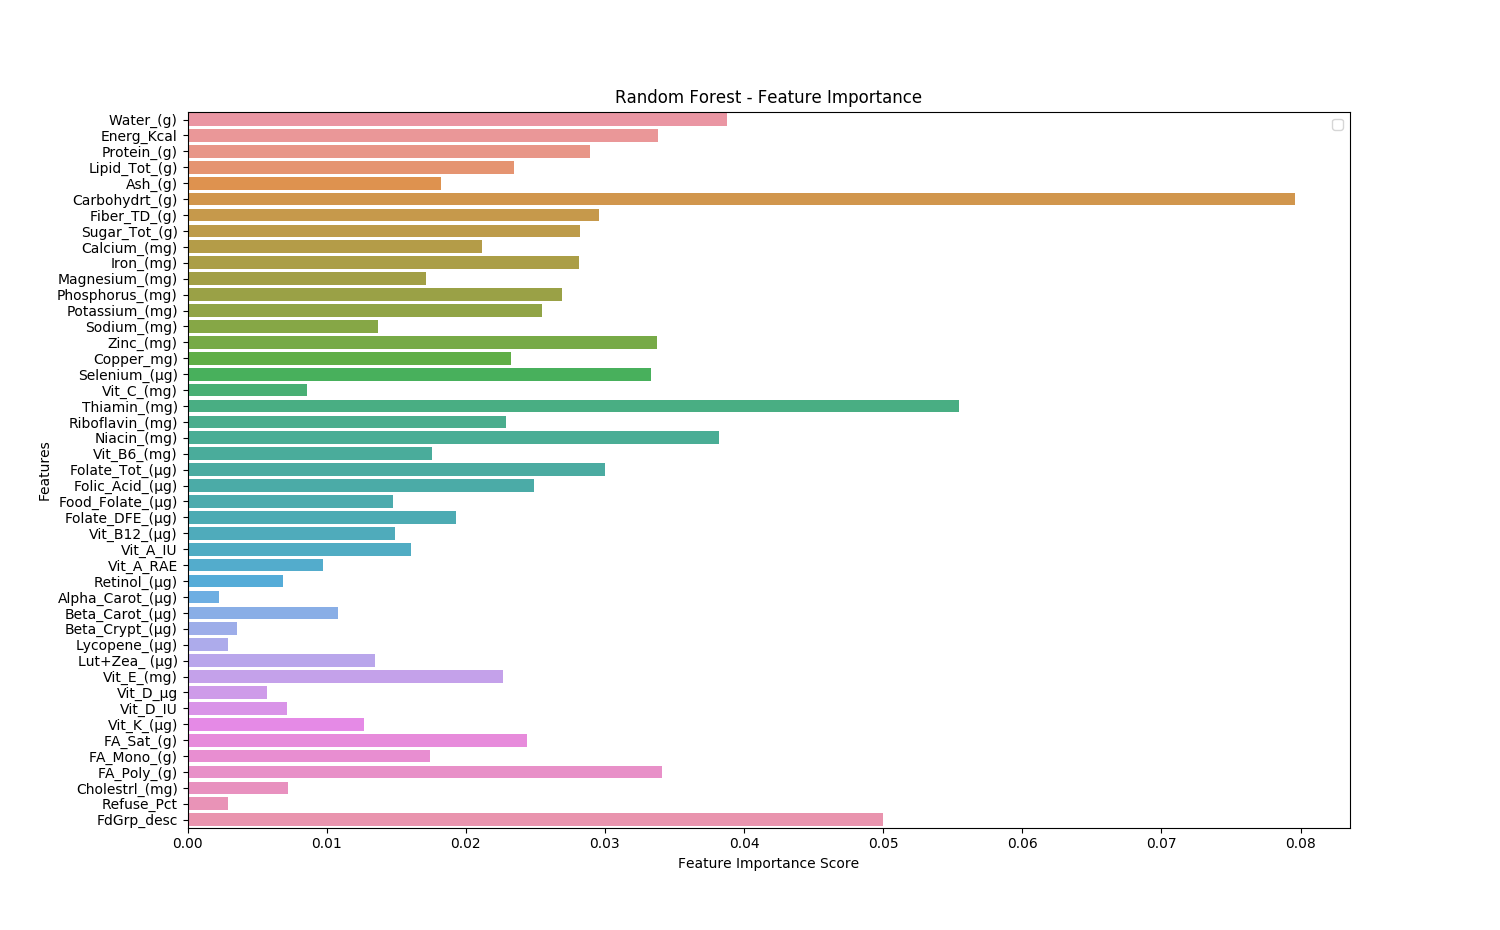 Random Forest - Feature Importance
Water_(g)
Energ_Kcal
Protein_(g)
Lipid_Tot_(g)
Ash_(g)
Carbohydrt_(g)
Fiber_TD_(g)
Sugar_Tot_(g)
Calcium_(mg)
Iron_(mg)
Magnesium_(mg)
Phosphorus_(mg)
Potassium_(mg)
Sodium_(mg)
Zinc_(mg)
Copper_mg)
Selenium_(µg)
Vit_C_(mg)
Thiamin_(mg)
Riboflavin_(mg)
Niacin_(mg)
Vit_B6_(mg)
Folate_Tot_(µg)
Folic_Acid_(µg)
Food_Folate_(µg)
Folate_DFE_(µg)
Vit_B12_(µg)
Vit_A_IU
Vit_A_RAE
Retinol_(µg)
Alpha_Carot_(µg)
Beta_Carot_(µg)
Beta_Crypt_(µg)
Lycopene_(µg)
Lut+Zea_ (µg)
Vit_E_(mg)
Vit_D_µg
Vit_D_IU
Vit_K_(µg)
FA_Sat_(g)
FA_Mono_(g)
FA_Poly_(g)
Cholestrl_(mg)
Refuse_Pct
FdGrp_desc
Features
0.00 0.01 0.02 0.03 0.04 0.05 0.06 0.07 0.08
Feature Importance Score